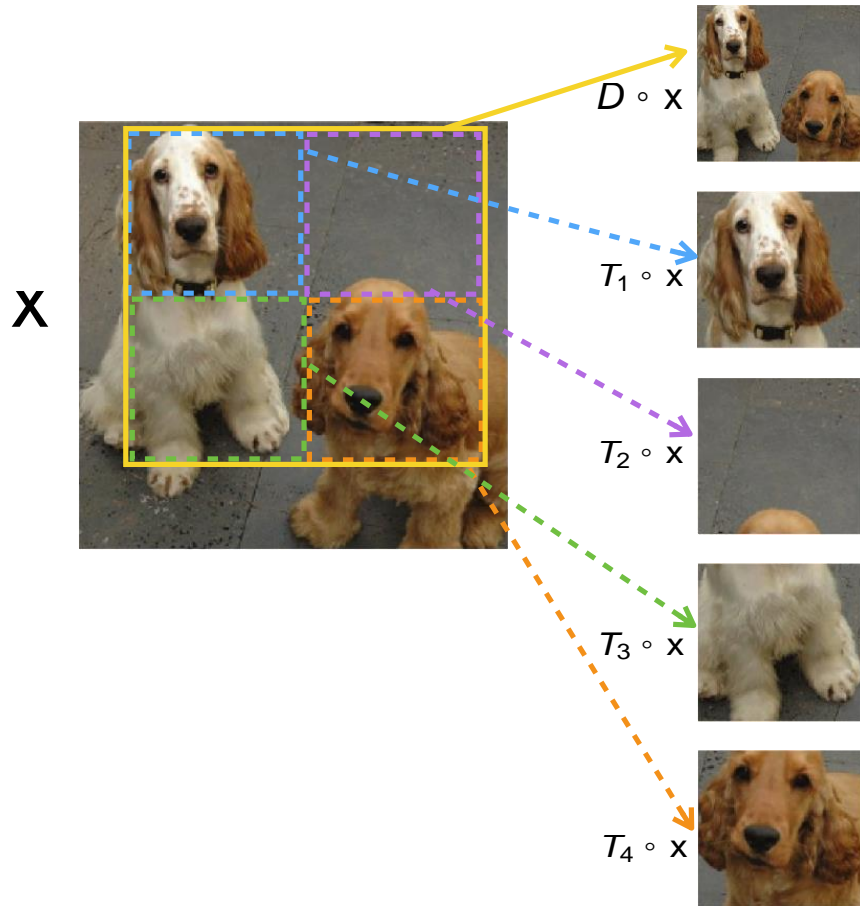 D ∘ x
T₁ ∘ x
X
T₂ ∘ x
T₃ ∘ x
T₄ ∘ x